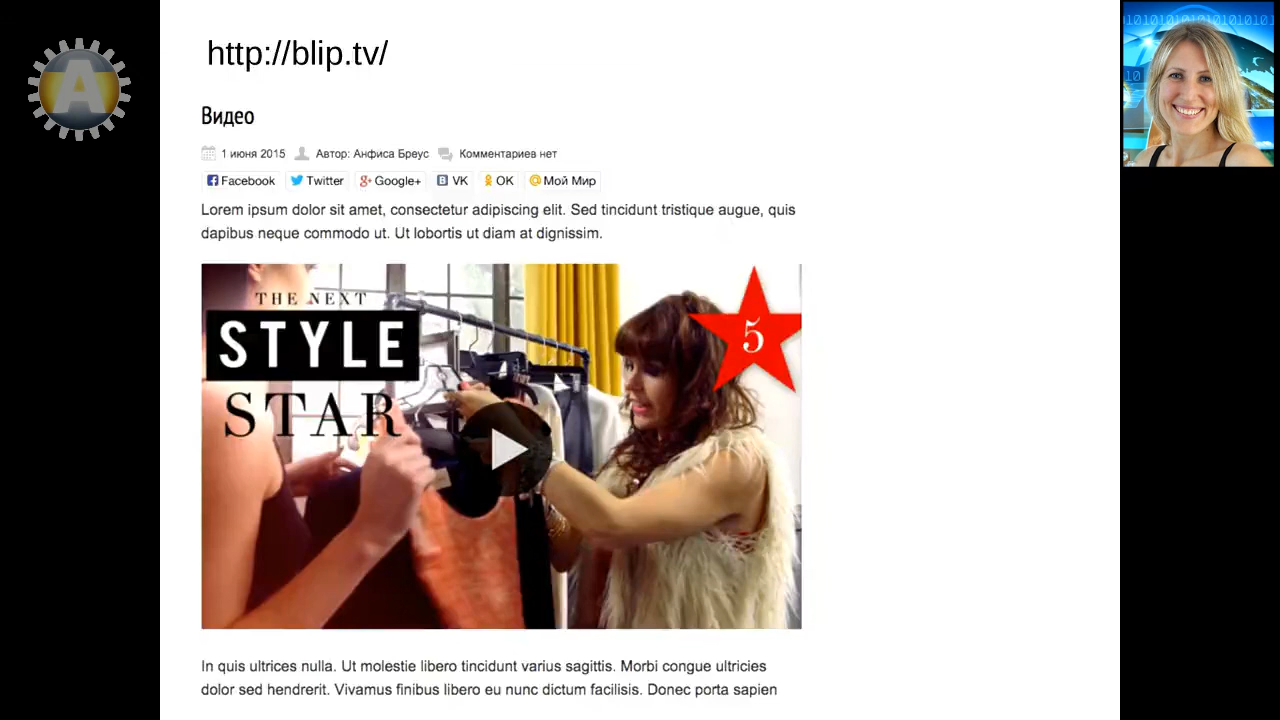 http://blip.tv/
Видео
1 июня 2015 Автор: Анфиса Бреус Комментариев нет
Facebook Twitter Google+ VK OK Мой Мир
Lorem ipsum dolor sit amet, consectetur adipiscing elit. Sed tincidunt tristique augue, quis
dapibus neque commodo ut. Ut lobortis ut diam at dignissim.
THE NEXT
STYLE
STAR
5
In quis ultrices nulla. Ut molestie libero tincidunt varius sagittis. Morbi congue ultricies
dolor sed hendrerit. Vivamus finibus libero eu nunc dictum facilisis. Donec porta sapien
A
1010101010101010101
10